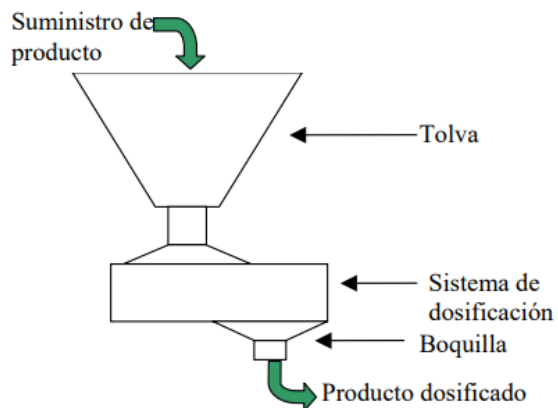 Suministro de
producto
Tolva
Sistema de
dosificación
Boquilla
Producto dosificado